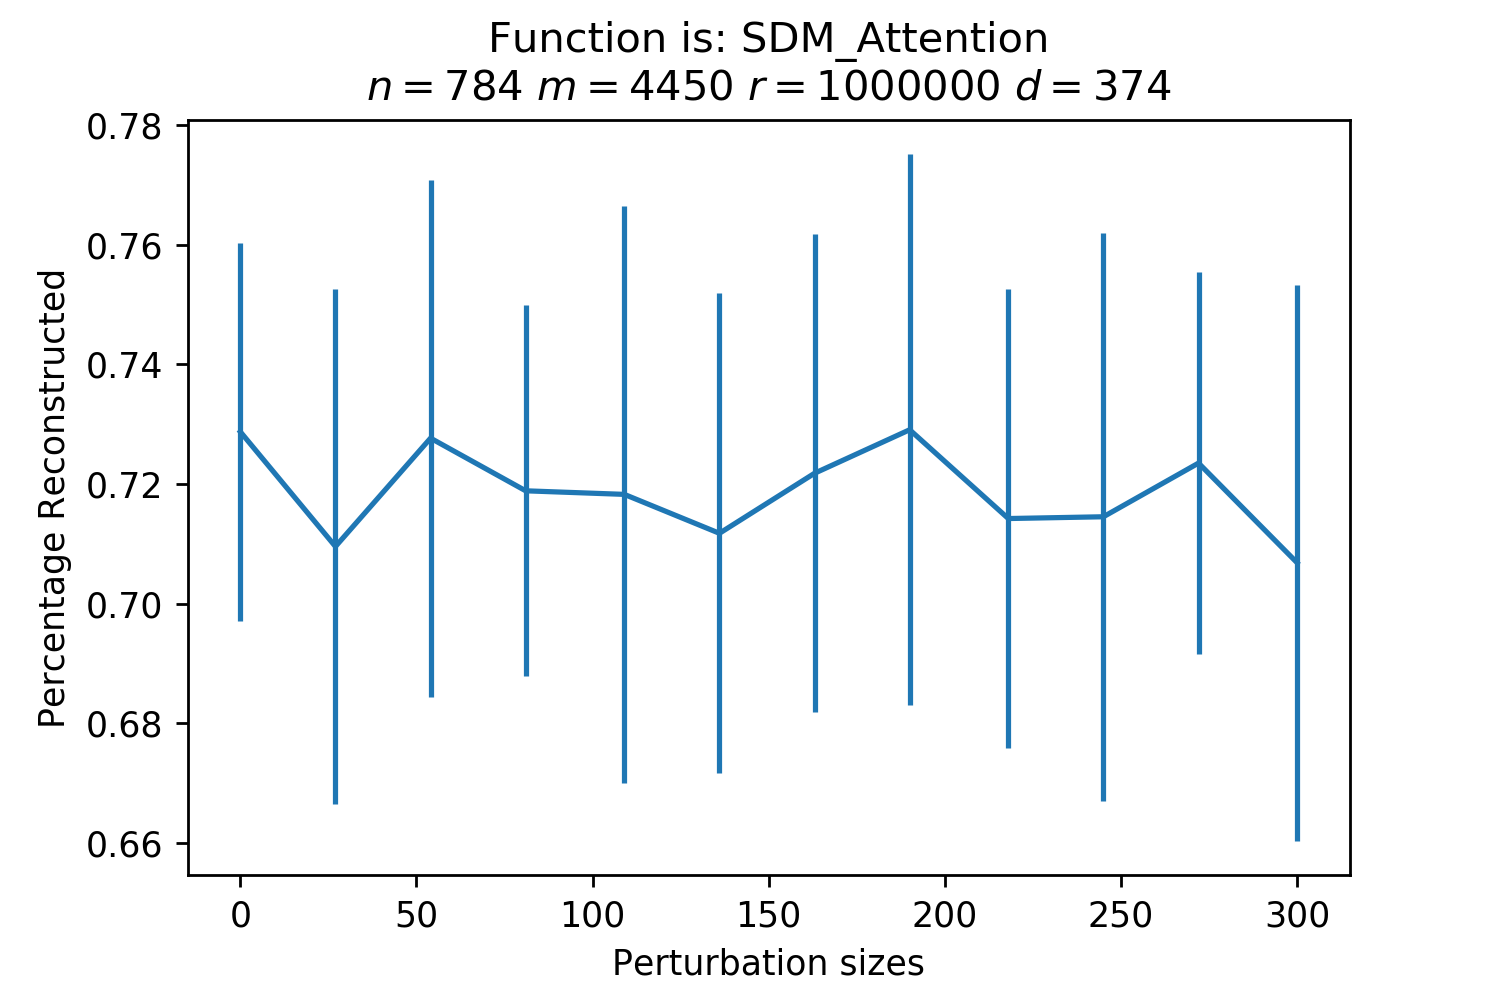 Function is: SDM_Attention
n = 784 m = 4450 r = 1000000 d = 374
0.78
0.76
0.74
0.72
0.70
0.68
0.66
Percentage Reconstructed
0 50 100 150 200 250 300
Perturbation sizes